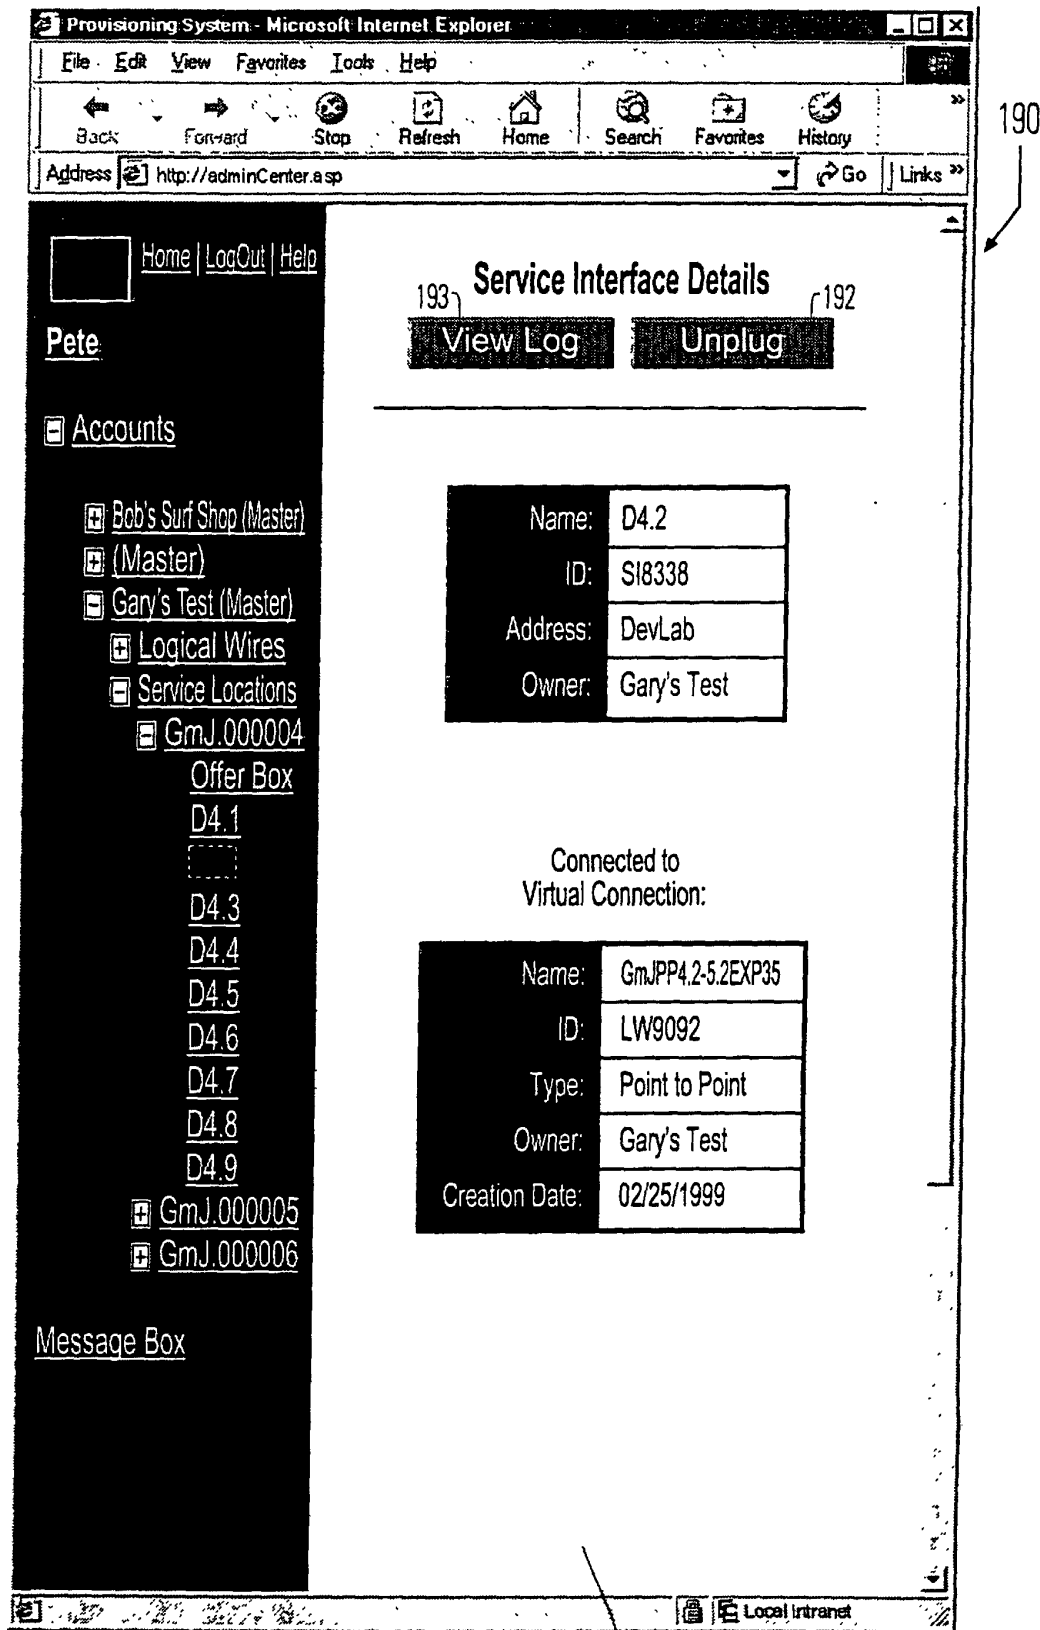 Provisioning System - Microsoft Internet Explorer
File Edit View Favorites Tools Help
Back Forward Stop Refresh Home Search Favorites History »
190
Address http://adminCenter.asp Go Links »
Home | LogOut | Help
Pete
Accounts
Bob's Surf Shop (Master)
(Master)
Gary's Test (Master)
Logical Wires
Service Locations
GmJ.000004
Offer Box
D4.1
D4.3
D4.4
D4.5
D4.6
D4.7
D4.8
D4.9
GmJ.000005
GmJ.000006
Message Box
Service Interface Details
193 192
View Log Unplug
Name: D4.2
ID: SI8338
Address: DevLab
Owner: Gary's Test
Connected to
Virtual Connection:
Name: GmJPP4.2-5.2EXP35
ID: LW9092
Type: Point to Point
Owner: Gary's Test
Creation Date: 02/25/1999
Local intranet